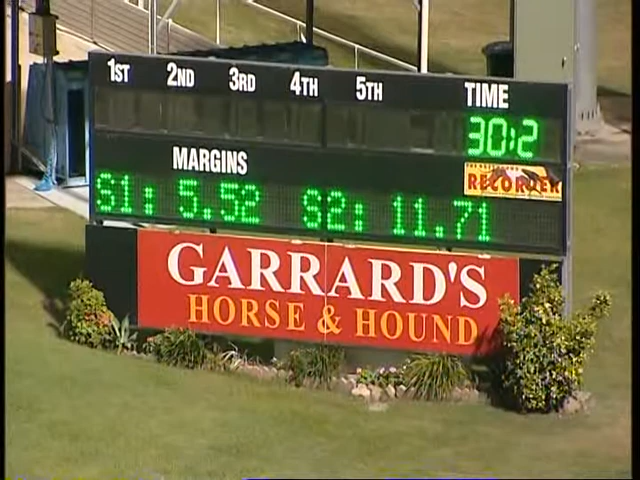 1ST 2ND 3RD 4TH 5TH TIME
30:2
MARGINS
RECORDER
S1: 5.52 S2: 11.71
GARRARD'S
HORSE & HOUND